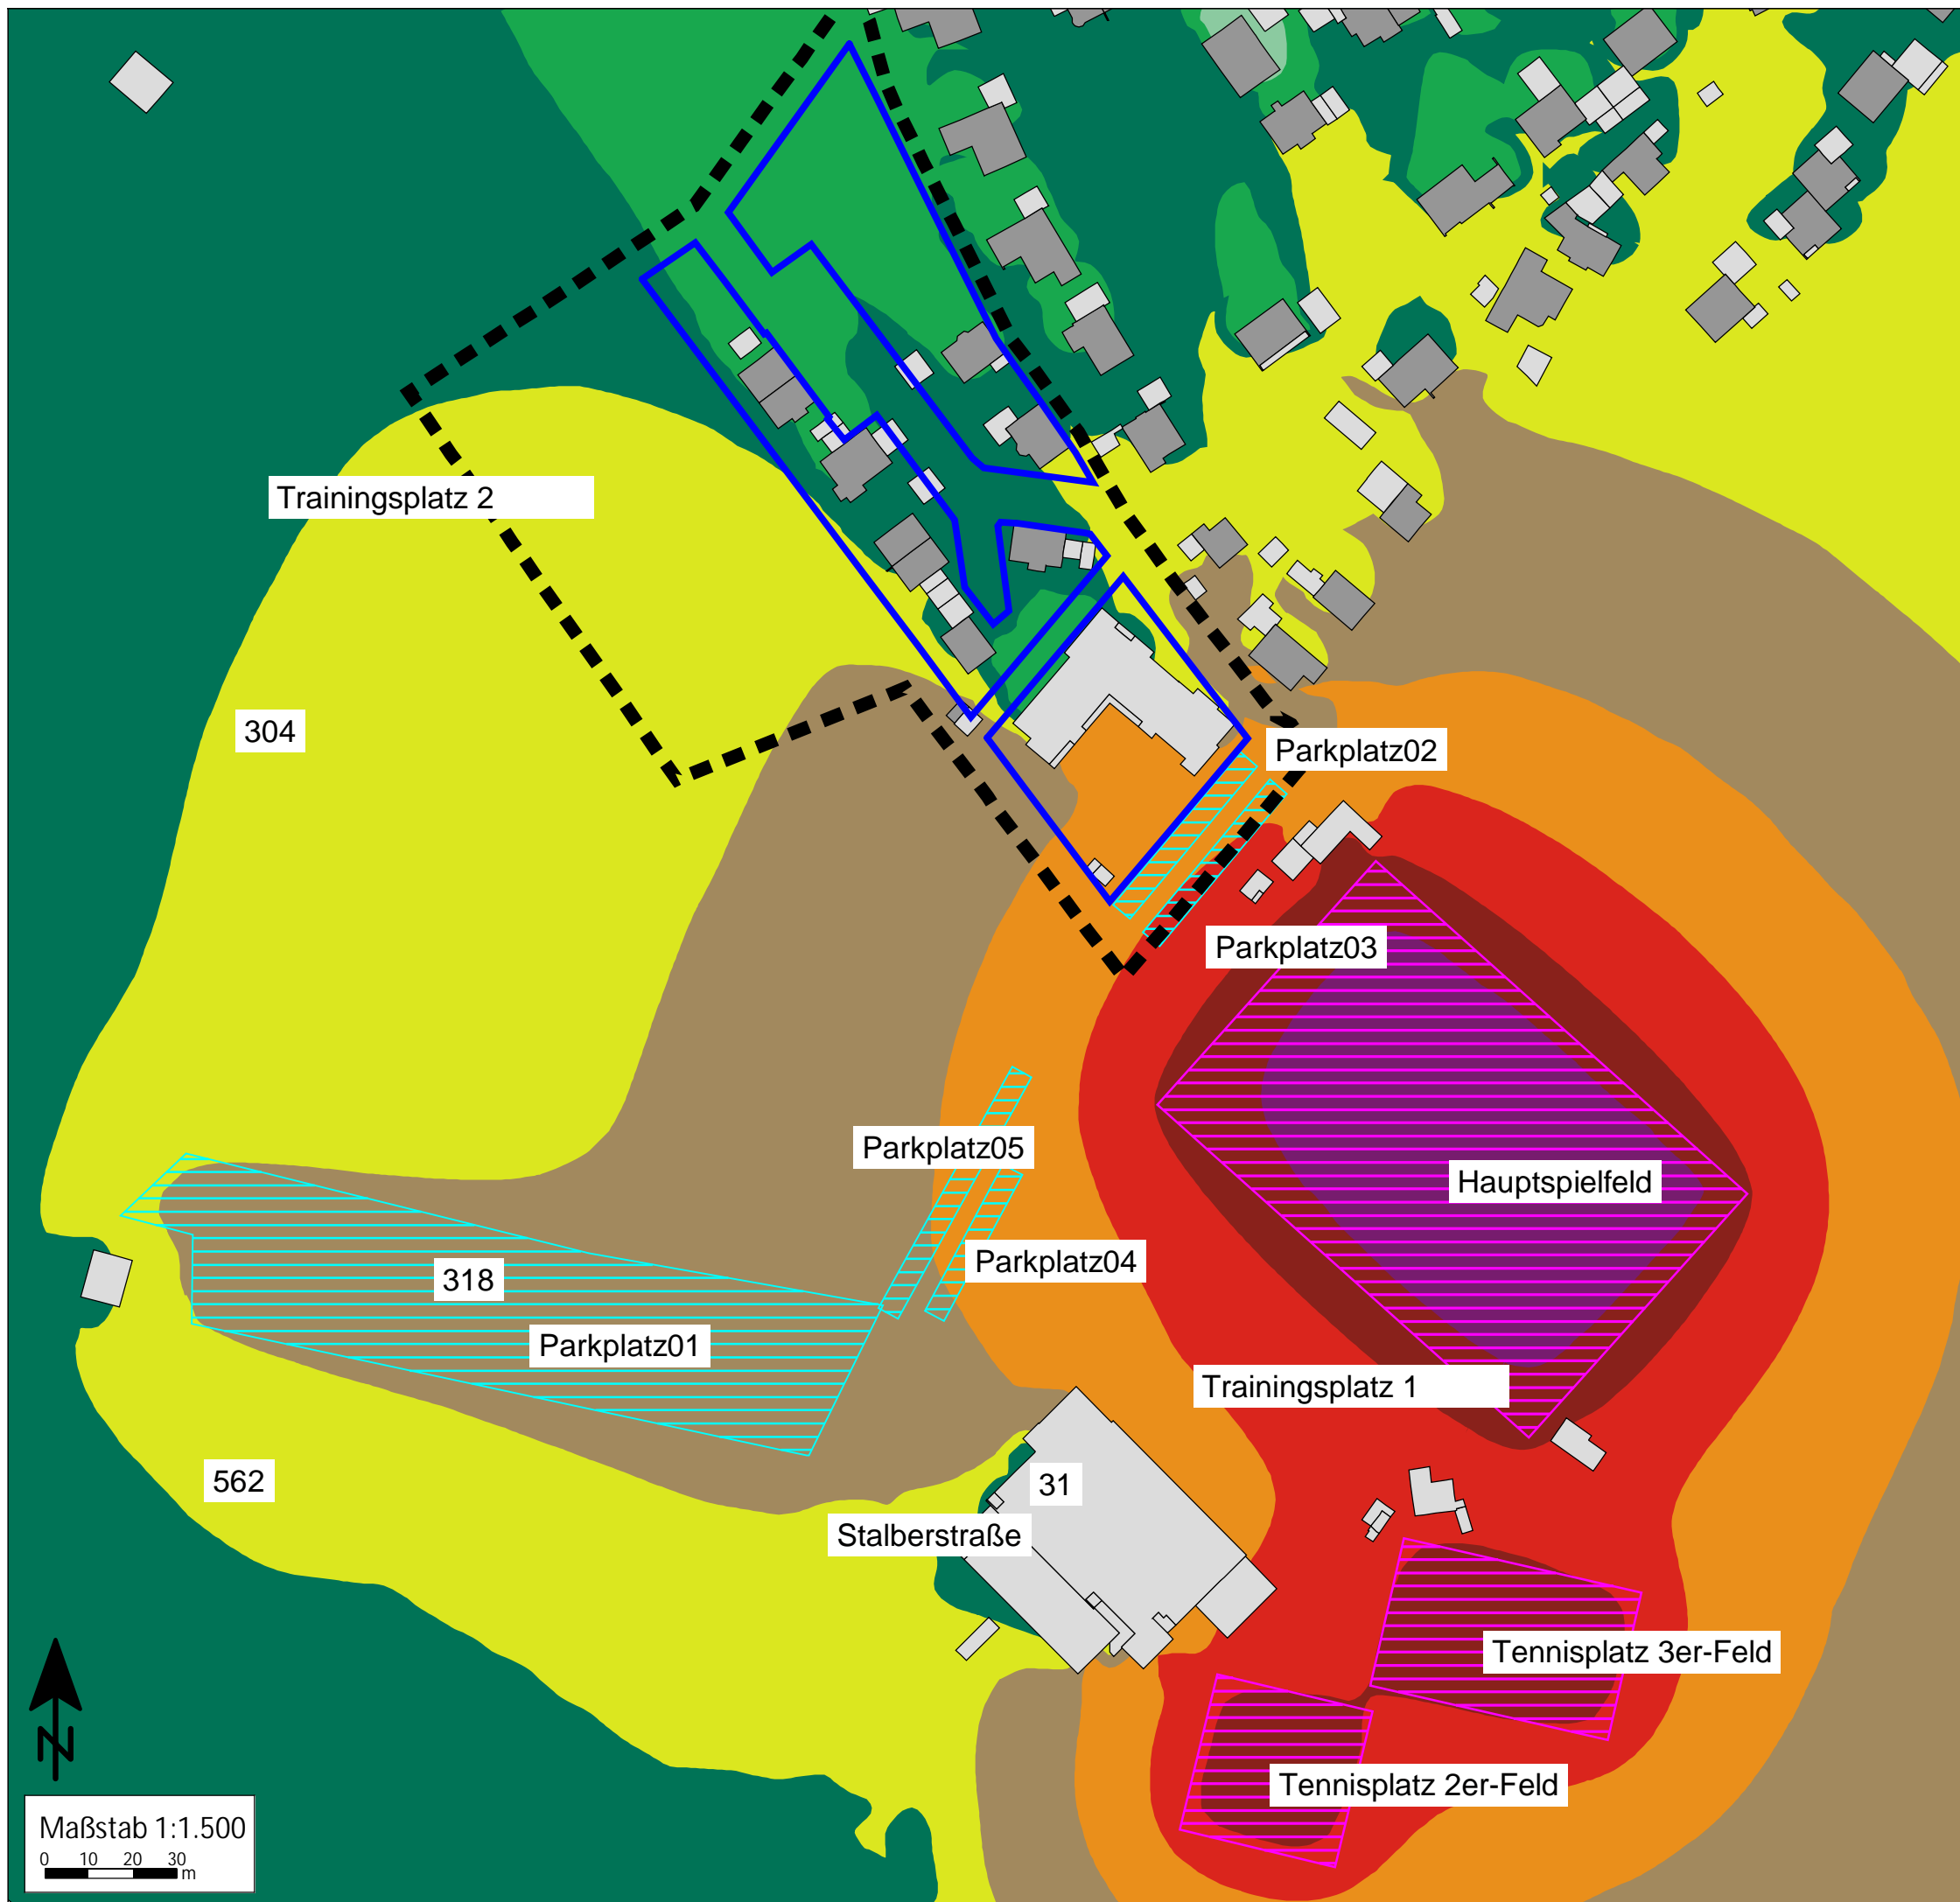 Trainingsplatz 2
304
Parkplatz02
Parkplatz03
Parkplatz05
Hauptspielfeld
Parkplatz04
318
Parkplatz01
Trainingsplatz 1
562
31
Stalberstraße
Tennisplatz 3er-Feld
Tennisplatz 2er-Feld
N
Maßstab 1:1.500
0 10 20 30
m